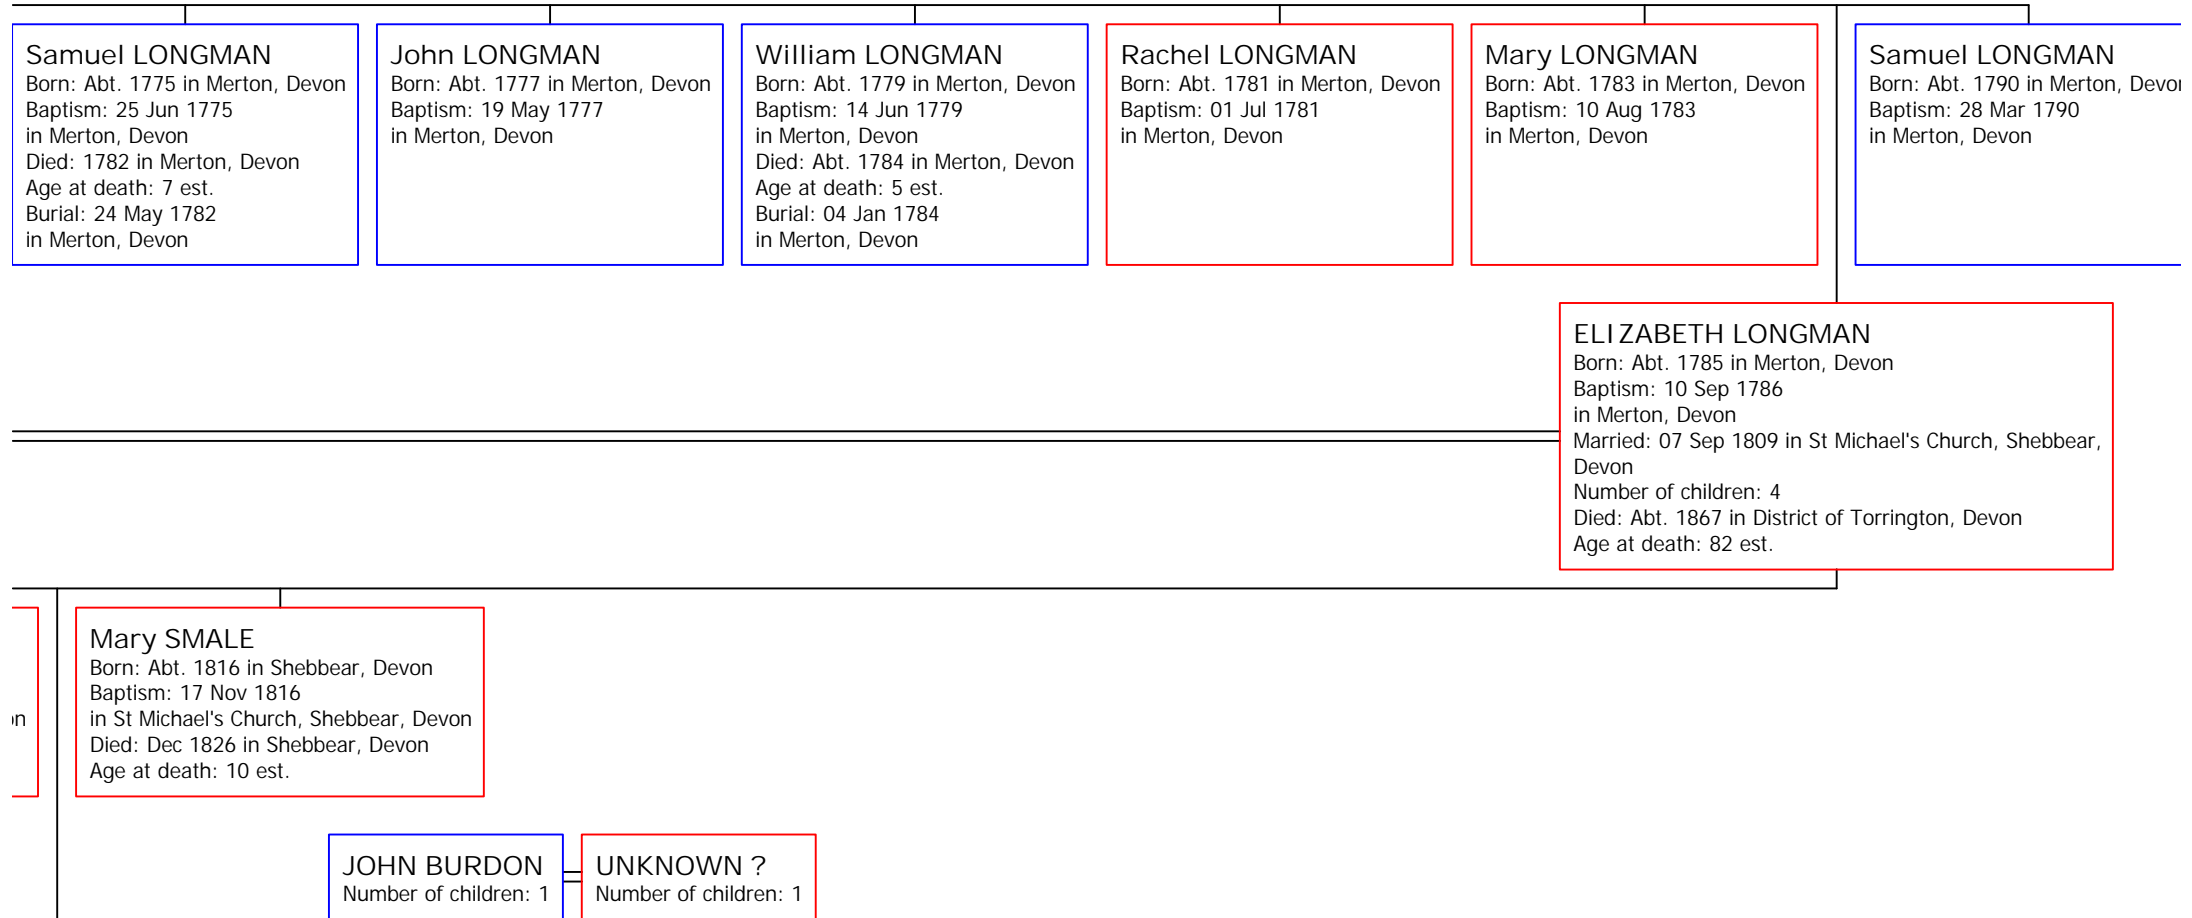 Samuel LONGMAN
Born: Abt. 1775 in Merton, Devon
Baptism: 25 Jun 1775
in Merton, Devon
Died: 1782 in Merton, Devon
Age at death: 7 est.
Burial: 24 May 1782
in Merton, Devon
John LONGMAN
Born: Abt. 1777 in Merton, Devon
Baptism: 19 May 1777
in Merton, Devon
William LONGMAN
Born: Abt. 1779 in Merton, Devon
Baptism: 14 Jun 1779
in Merton, Devon
Died: Abt. 1784 in Merton, Devon
Age at death: 5 est.
Burial: 04 Jan 1784
in Merton, Devon
Rachel LONGMAN
Born: Abt. 1781 in Merton, Devon
Baptism: 01 Jul 1781
in Merton, Devon
Mary LONGMAN
Born: Abt. 1783 in Merton, Devon
Baptism: 10 Aug 1783
in Merton, Devon
Samuel LONGMAN
Born: Abt. 1790 in Merton, Devo
Baptism: 28 Mar 1790
in Merton, Devon
ELIZABETH LONGMAN
Born: Abt. 1785 in Merton, Devon
Baptism: 10 Sep 1786
in Merton, Devon
Married: 07 Sep 1809 in St Michael's Church, Shebbear,
Devon
Number of children: 4
Died: Abt. 1867 in District of Torrington, Devon
Age at death: 82 est.
Mary SMALE
Born: Abt. 1816 in Shebbear, Devon
Baptism: 17 Nov 1816
in St Michael's Church, Shebbear, Devon
Died: Dec 1826 in Shebbear, Devon
Age at death: 10 est.
JOHN BURDON
Number of children: 1
UNKNOWN ?
Number of children: 1